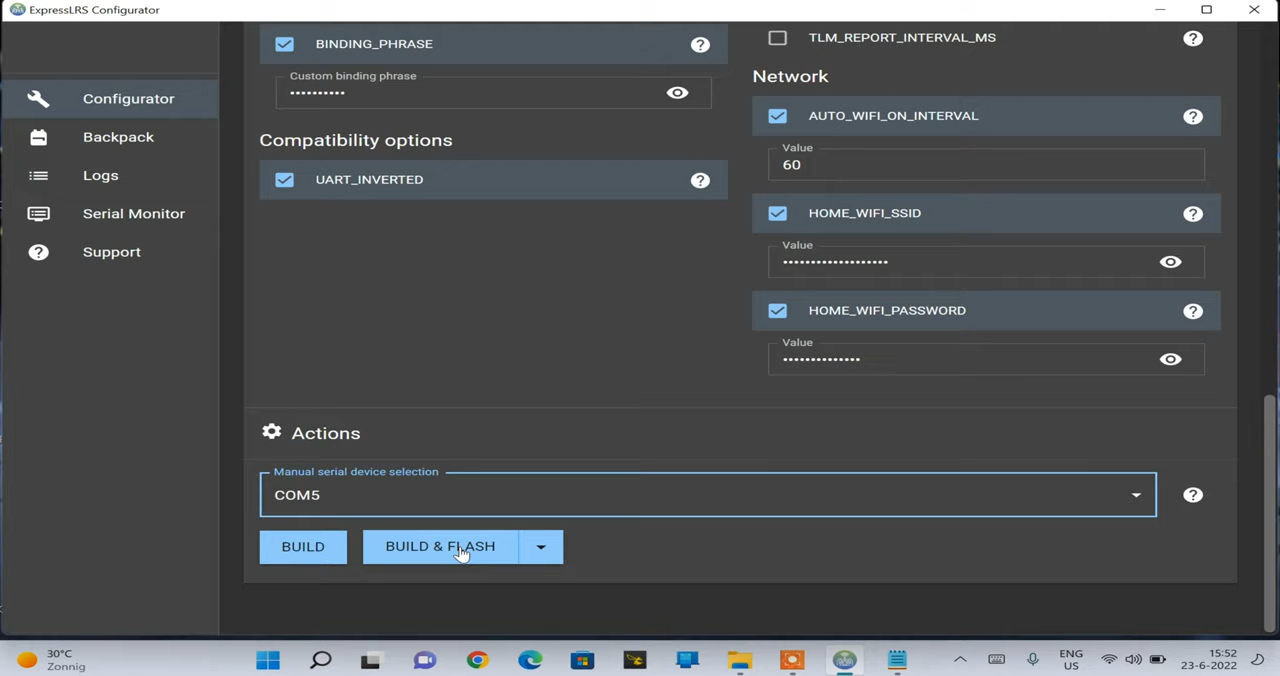 ExpressLRS Configurator
Configurator
Backpack
Logs
Serial Monitor
Support
BINDING_PHRASE
Custom binding phrase
••••••••••
Compatibility options
UART_INVERTED
TLM_REPORT_INTERVAL_MS
Network
AUTO_WIFI_ON_INTERVAL
Value
60
HOME_WIFI_SSID
Value
•••••••••••••••••••
HOME_WIFI_PASSWORD
Value
••••••••••••••
Actions
Manual serial device selection
COM5
BUILD
BUILD & FLASH
30°C
Zonnig
ENG
US
15:52
23-6-2022